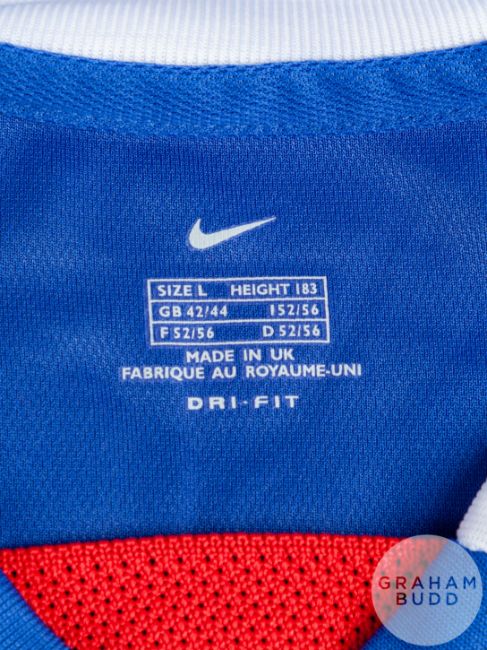 SIZE L HEIGHT 183
GB 42/44 I 52/56
F 52/56 D 52/56
MADE IN UK
FABRIQUE AU ROYAUME-UNI
DRI-FIT
GRAHAM
BUDD